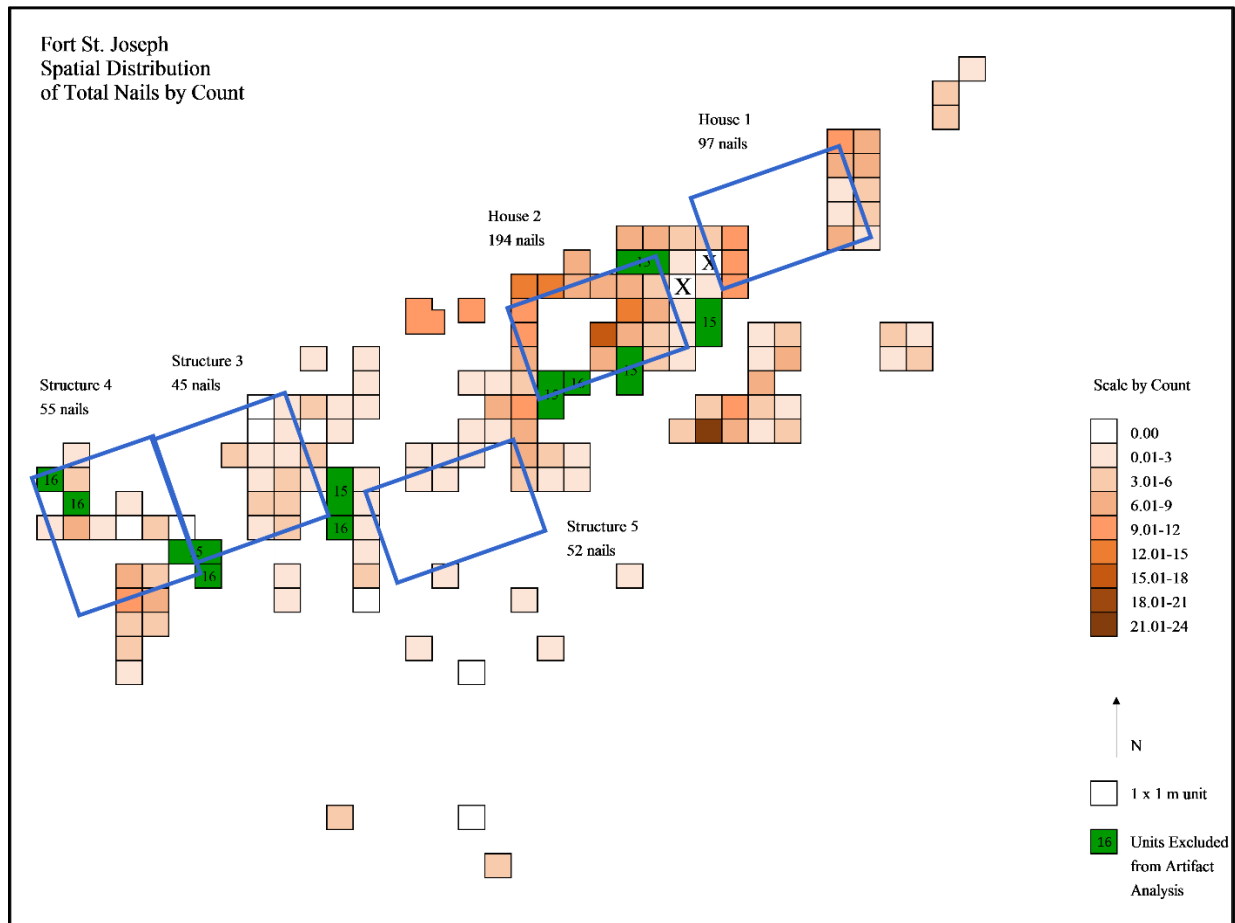 Fort St. Joseph
Spatial Distribution
of Total Nails by Count
House 1
97 nails
House 2
194 nails
15
X
X
15
Structure 3
45 nails
Structure 4
55 nails
15
16
15
16
16
15
16
15
16
Structure 5
52 nails
Scale by Count
0.00
0.01-3
3.01-6
6.01-9
9.01-12
12.01-15
15.01-18
18.01-21
21.01-24
N
1 x 1 m unit
16
Units Excluded
from Artifact
Analysis